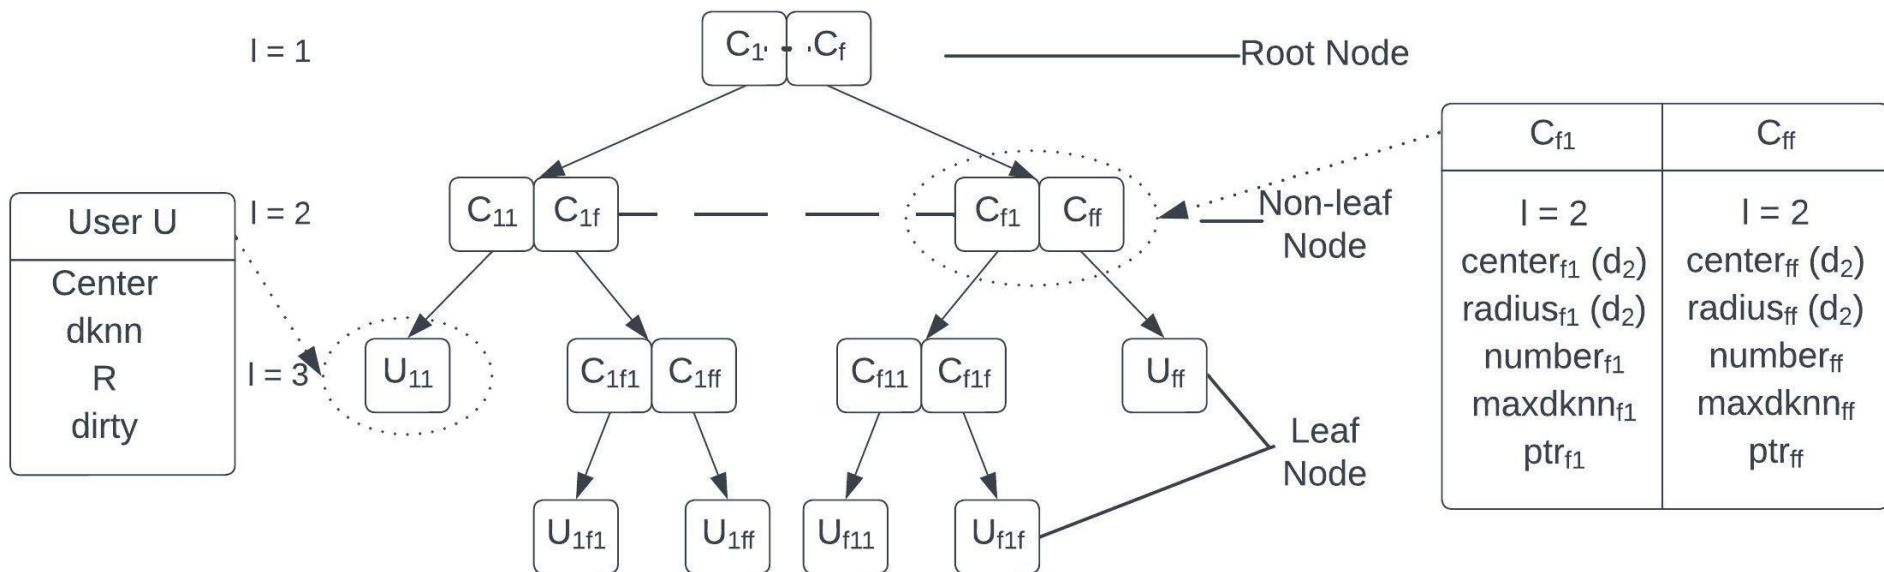 l = 1
C1 - - · Cf
Root Node
Cf1 Cff
User U
l = 2
C11 C1f
Cf1 Cff
Non-leaf
Node
l = 2 l = 2
centerf1 (d2) centerff (d2)
radiusf1 (d2) radiusff (d2)
numberf1 numberff
maxdknnf1 maxdknnff
ptrf1 ptrff
Center
dknn
R
dirty
l = 3
U11
C1f1 C1ff
Cf11 Cf1f
Uff
Leaf
Node
U1f1
U1ff
Uf11
Uf1f